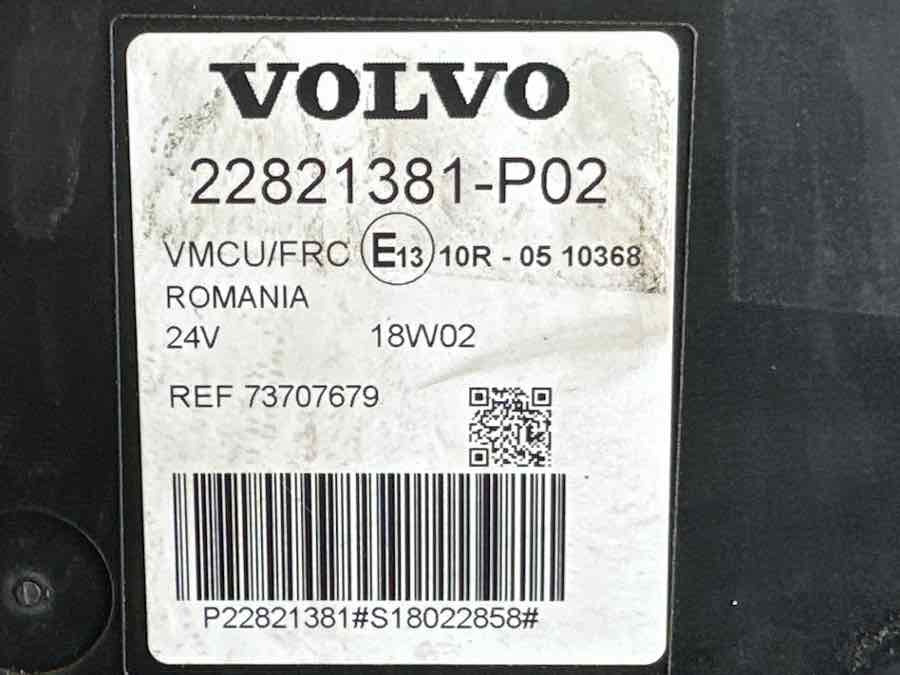 VOLVO
22821381-P02
VMCU/FRC E13 10R - 05 10368
ROMANIA
24V 18W02
REF 73707679
P22821381#S18022858#